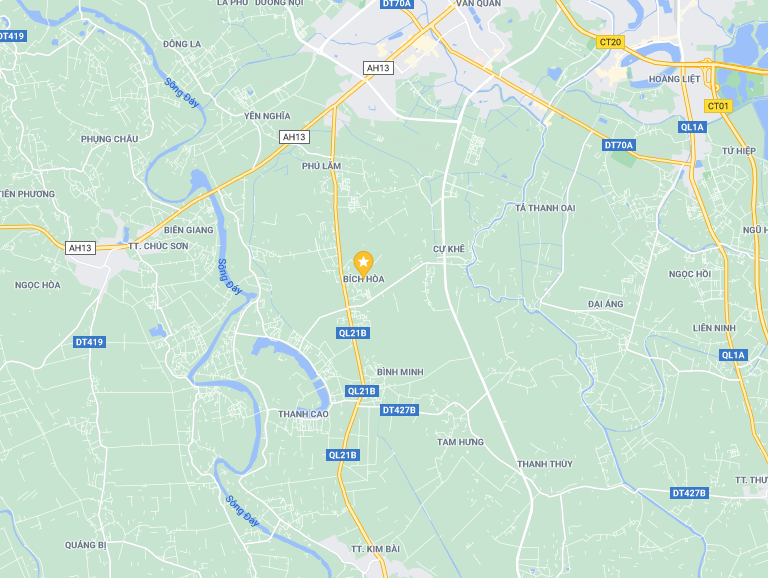 LA PHÙ
DƯƠNG NỘI
DT70A
VĂN QUÁN
DT419
ĐÔNG LA
CT20
AH13
HOÀNG LIỆT
Sông Đáy
CT01
YÊN NGHĨA
QL1A
PHỤNG CHÂU
AH13
DT70A
TỨ HIỆP
PHÚ LÃM
TIÊN PHƯƠNG
TẢ THANH OAI
BIÊN GIANG
NGŨ H
AH13
TT. CHÚC SƠN
CỰ KHÊ
Sông Đáy
BÍCH HÒA
NGỌC HỒI
NGỌC HÒA
ĐẠI ÁNG
QL21B
LIÊN NINH
DT419
QL1A
BÌNH MINH
QL21B
THANH CAO
DT427B
TAM HƯNG
QL21B
THANH THÙY
TT. THƯ
DT427B
Sông Đáy
QUẢNG BỊ
TT. KIM BÀI